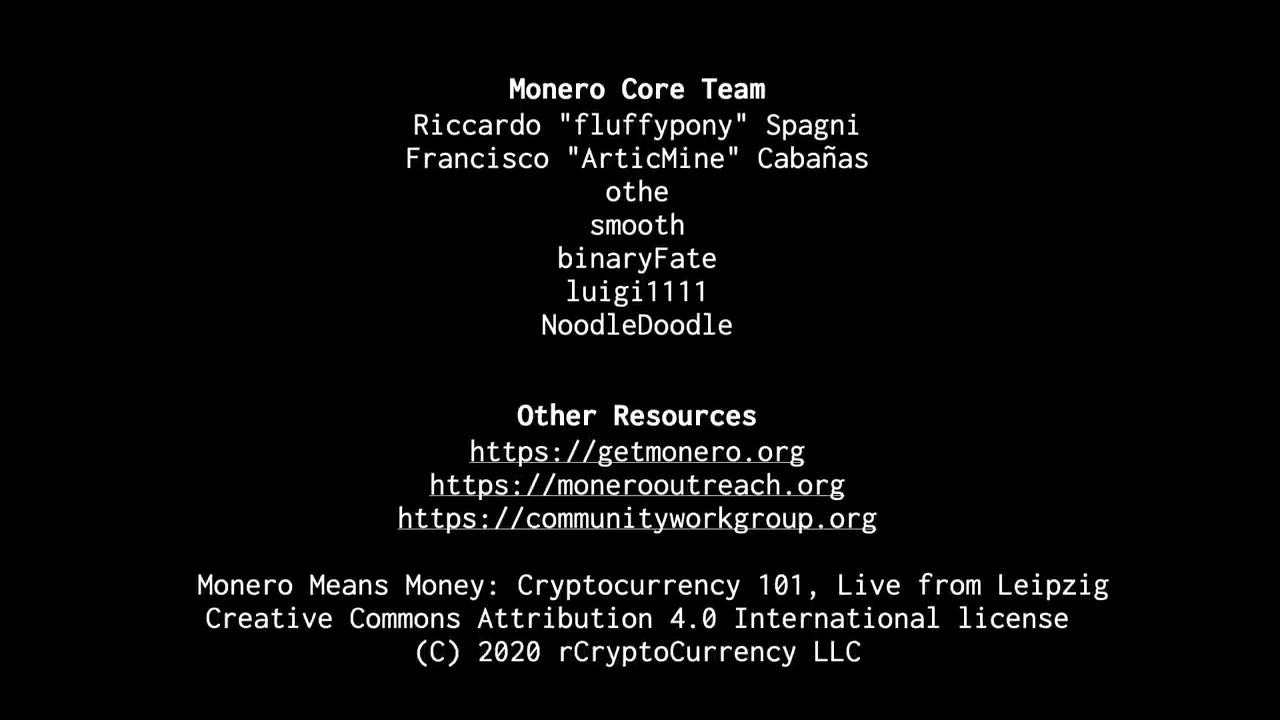 Monero Core Team
Riccardo "fluffypony" Spagni
Francisco "ArticMine" Cabañas
othe
smooth
binaryFate
luigi1111
NoodleDoodle
Other Resources
https://getmonero.org
https://monerooutreach.org
https://communityworkgroup.org
Monero Means Money: Cryptocurrency 101, Live from Leipzig
Creative Commons Attribution 4.0 International license
(C) 2020 rCryptoCurrency LLC